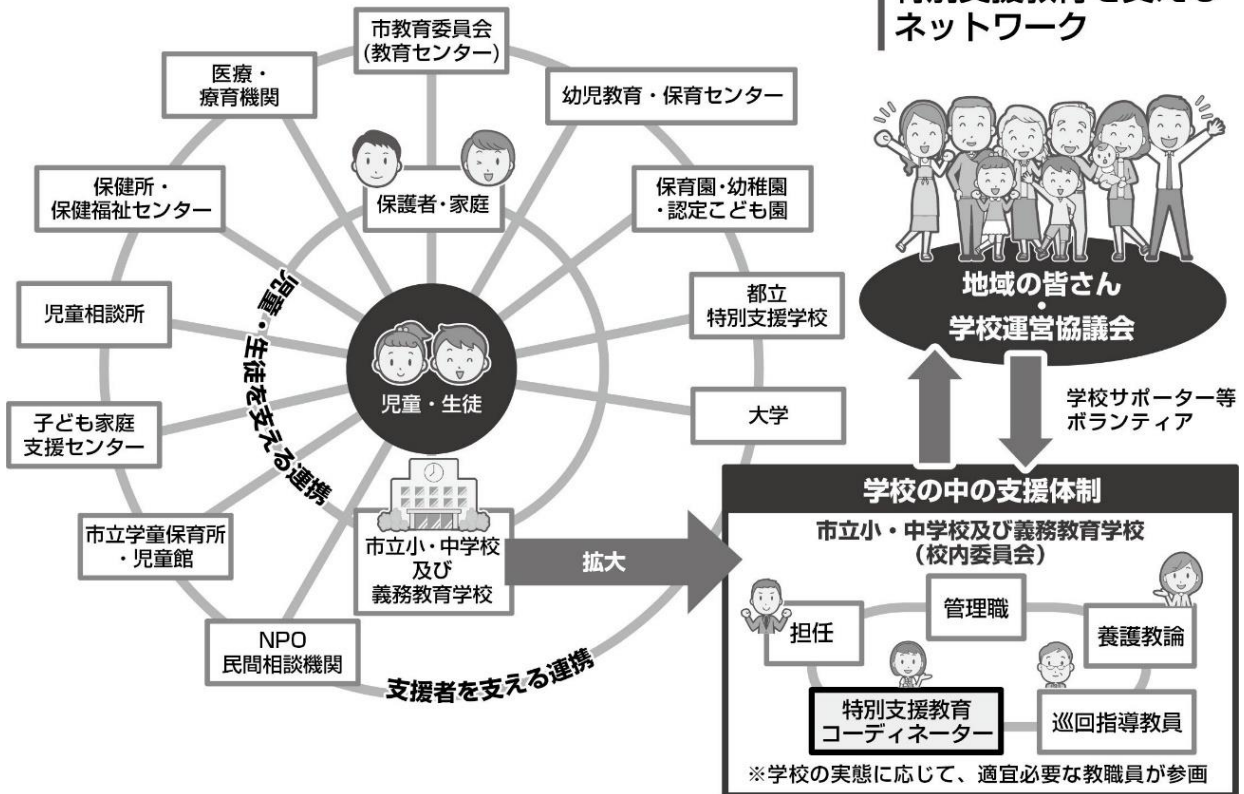 特別支援教育を支える
ネットワーク
市教育委員会
(教育センター)
医療・
療育機関
幼児教育・保育センター
保健所・
保健福祉センター
保護者・家庭
保育園・幼稚園
・認定こども園
児童相談所
都立
特別支援学校
児童・生徒
児童・生徒を支える連携
子ども家庭
支援センター
大学
市立学童保育所
・児童館
市立小・中学校
及び
義務教育学校
NPO
民間相談機関
支援者を支える連携
拡大
地域の皆さん
・
学校運営協議会
学校サポーター等
ボランティア
学校の中の支援体制
市立小・中学校及び義務教育学校
（校内委員会）
管理職
担任
養護教論
特別支援教育
コーディネーター
巡回指導教員
※学校の実態に応じて、適宜必要な教職員が参画